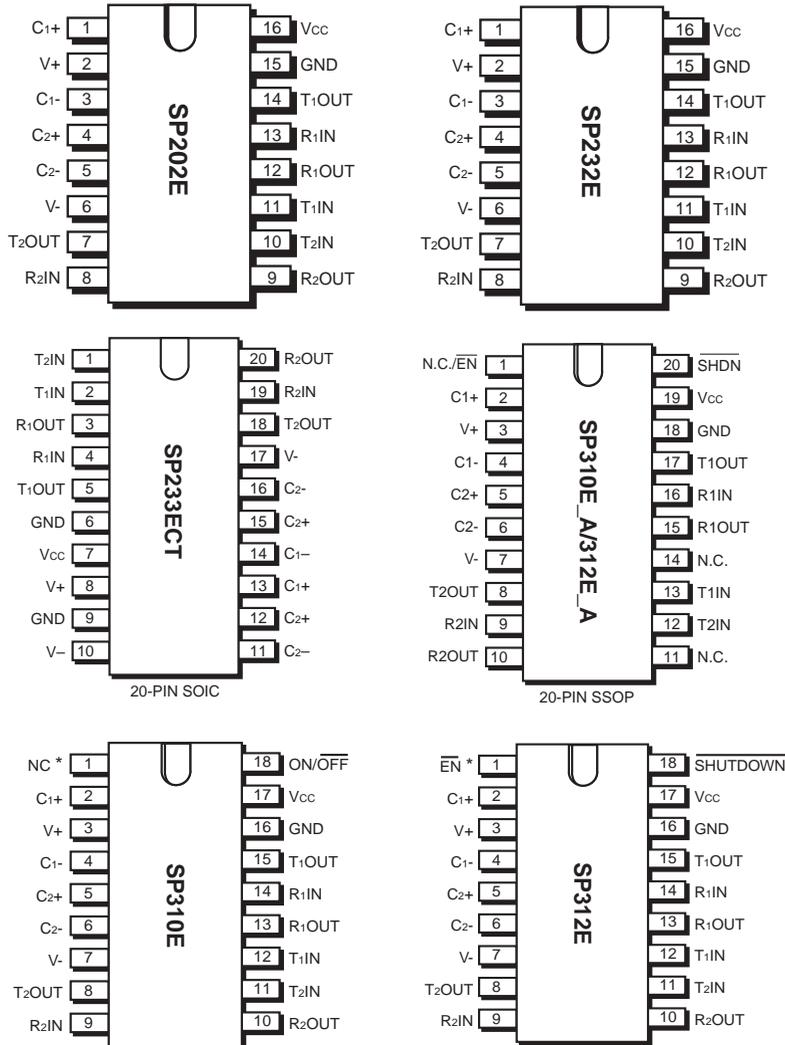 C1+ 1 16 VCC
V+ 2 15 GND
C1- 3 14 T1OUT
C2+ 4 13 R1IN
C2- 5 12 R1OUT
V- 6 11 T1IN
T2OUT 7 10 T2IN
R2IN 8 9 R2OUT
SP202E
C1+ 1 16 VCC
V+ 2 15 GND
C1- 3 14 T1OUT
C2+ 4 13 R1IN
C2- 5 12 R1OUT
V- 6 11 T1IN
T2OUT 7 10 T2IN
R2IN 8 9 R2OUT
SP232E
T2IN 1 20 R2OUT
T1IN 2 19 R2IN
R1OUT 3 18 T2OUT
R1IN 4 17 V-
T1OUT 5 16 C2-
GND 6 15 C2+
VCC 7 14 C1–
V+ 8 13 C1+
GND 9 12 C2+
V– 10 11 C2–
SP233ECT
20-PIN SOIC
N.C./EN 1 20 SHDN
C1+ 2 19 VCC
V+ 3 18 GND
C1- 4 17 T1OUT
C2+ 5 16 R1IN
C2- 6 15 R1OUT
V- 7 14 N.C.
T2OUT 8 13 T1IN
R2IN 9 12 T2IN
R2OUT 10 11 N.C.
SP310E_A/312E_A
20-PIN SSOP
NC * 1 18 ON/OFF
C1+ 2 17 VCC
V+ 3 16 GND
C1- 4 15 T1OUT
C2+ 5 14 R1IN
C2- 6 13 R1OUT
V- 7 12 T1IN
T2OUT 8 11 T2IN
R2IN 9 10 R2OUT
SP310E
EN * 1 18 SHUTDOWN
C1+ 2 17 VCC
V+ 3 16 GND
C1- 4 15 T1OUT
C2+ 5 14 R1IN
C2- 6 13 R1OUT
V- 7 12 T1IN
T2OUT 8 11 T2IN
R2IN 9 10 R2OUT
SP312E